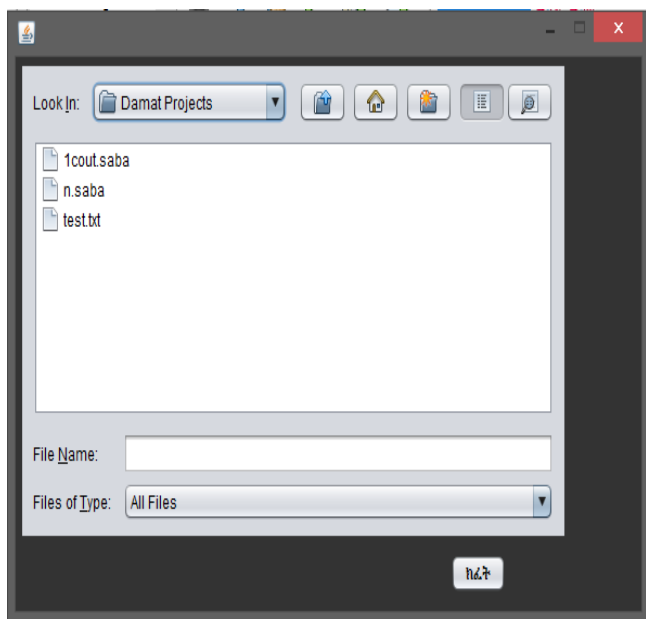 x
Look In: Damat Projects
1cout.saba
n.saba
test.txt
File Name:
Files of Type: All Files
ክፈት